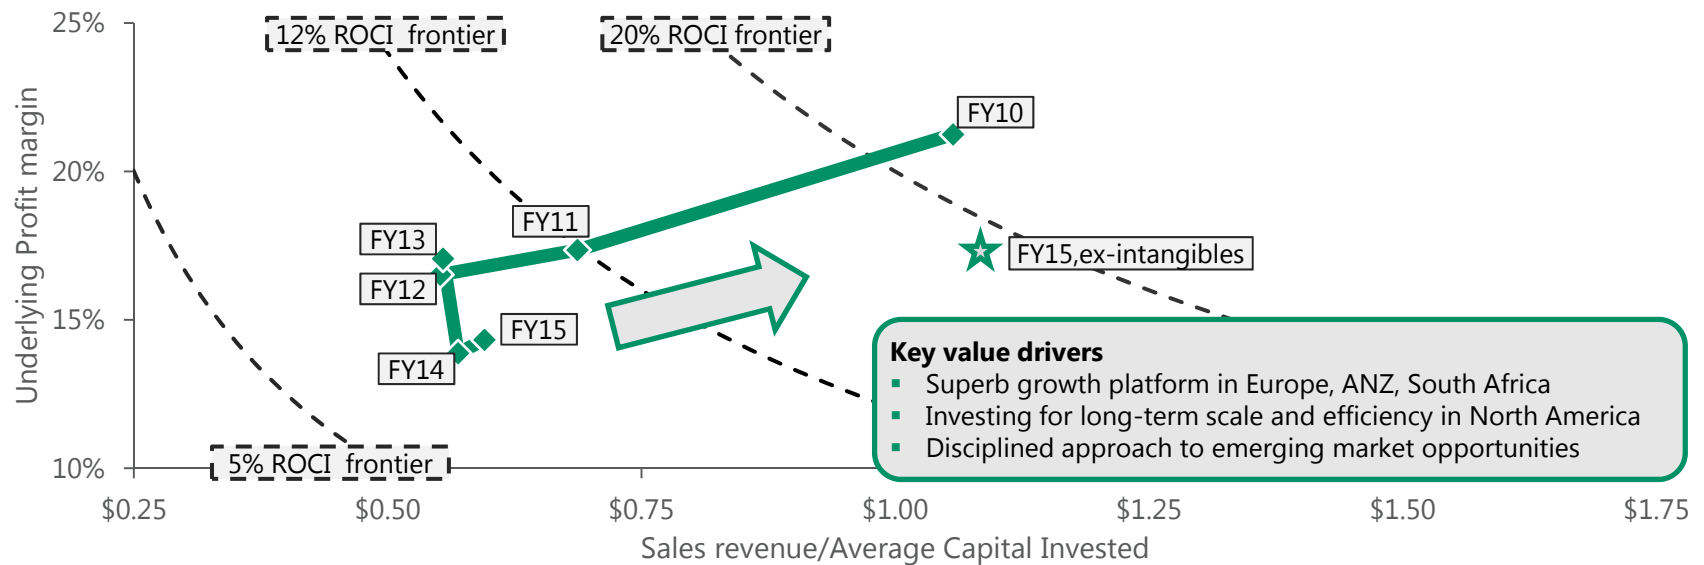 25%
12% ROCI frontier
20% ROCI frontier
FY10
20%
FY11
FY13
FY15,ex-intangibles
FY12
15%
FY15
FY14
Underlying Profit margin
Key value drivers
▪ Superb growth platform in Europe, ANZ, South Africa
▪ Investing for long-term scale and efficiency in North America
▪ Disciplined approach to emerging market opportunities
5% ROCI frontier
10%
$0.25 $0.50 $0.75 $1.00 $1.25 $1.50 $1.75
Sales revenue/Average Capital Invested